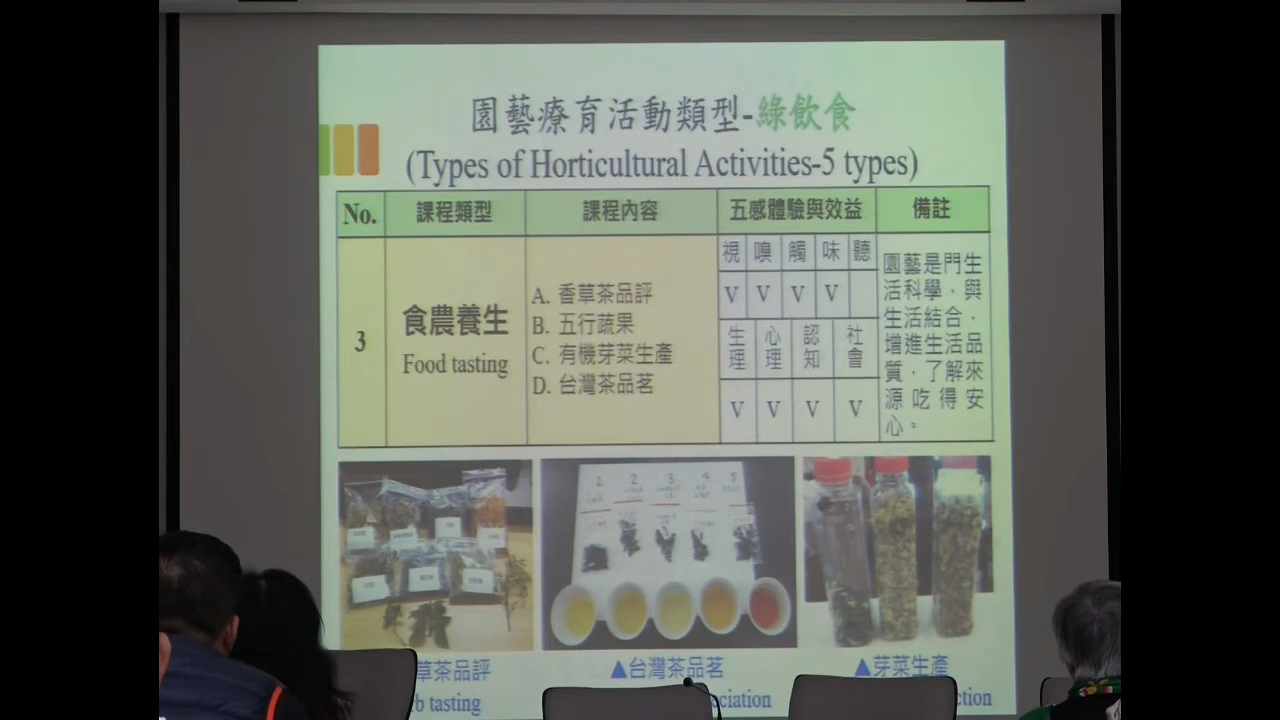 園藝療育活動類型-綠飲食
(Types of Horticultural Activities-5 types)
No. 課程類型 課程內容 五感體驗與效益 備註
3
食農養生
Food tasting
A. 香草茶品評
B. 五行蔬果
C. 有機芽菜生產
D. 台灣茶品茗
視 嗅 觸 味 聽
V V V V
生理 心理 認知 社會
V V V V
園藝是門生
活科學，與
生活結合，
增進生活品
質，了解來
源吃得安
心。
1 2 3 4 5
草茶品評
▲台灣茶品茗
▲芽菜生產
b tasting
ciation
ction